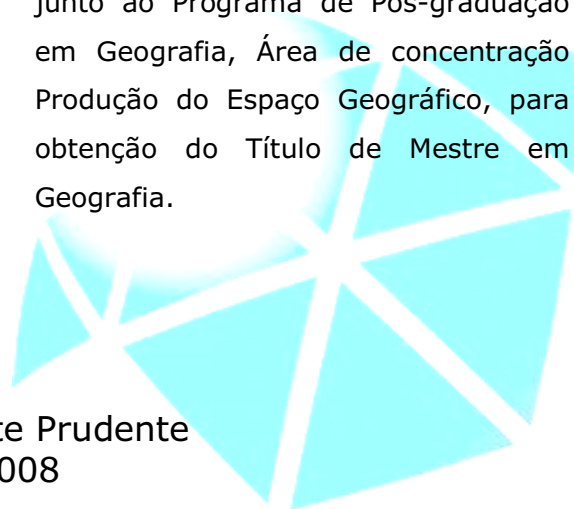 junto ao Programa de Pós-graduação
em Geografia, Área de concentração
Produção do Espaço Geográfico, para
obtenção do Título de Mestre em
Geografia.
te Prudente
008